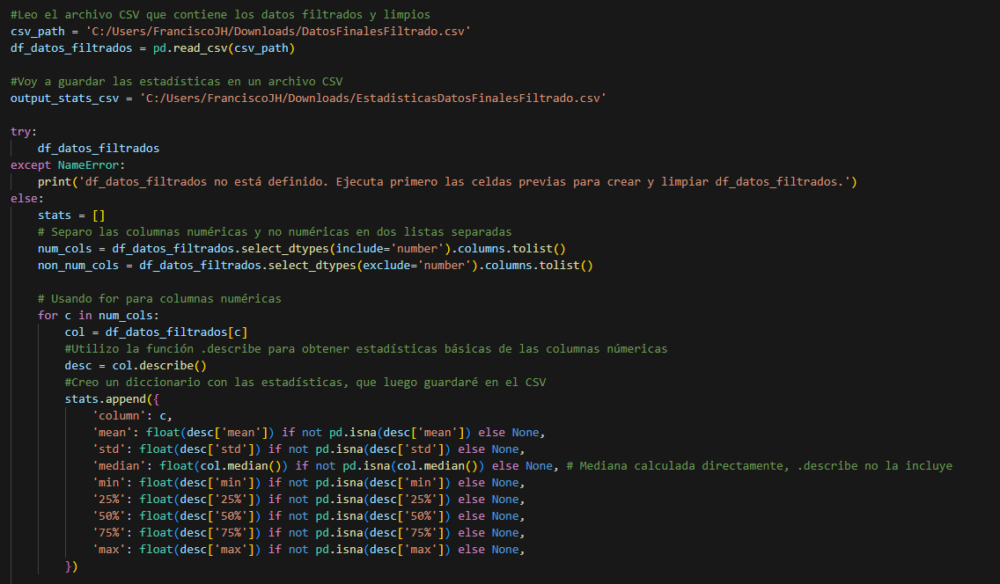 #Leo el archivo CSV que contiene los datos filtrados y limpios
csv_path = 'C:/Users/FranciscoJH/Downloads/DatosFinalesFiltrado.csv'
df_datos_filtrados = pd.read_csv(csv_path)

#Voy a guardar las estadísticas en un archivo CSV
output_stats_csv = 'C:/Users/FranciscoJH/Downloads/EstadisticasDatosFinalesFiltrado.csv'

try:
    df_datos_filtrados
except NameError:
    print('df_datos_filtrados no está definido. Ejecuta primero las celdas previas para crear y limpiar df_datos_filtrados.')
else:
    stats = []
    # Separo las columnas numéricas y no numéricas en dos listas separadas
    num_cols = df_datos_filtrados.select_dtypes(include='number').columns.tolist()
    non_num_cols = df_datos_filtrados.select_dtypes(exclude='number').columns.tolist()

    # Usando for para columnas numéricas
    for c in num_cols:
        col = df_datos_filtrados[c]
        #Utilizo la función .describe para obtener estadísticas básicas de las columnas númericas
        desc = col.describe()
        #Creo un diccionario con las estadísticas, que luego guardaré en el CSV
        stats.append({
            'column': c,
            'mean': float(desc['mean']) if not pd.isna(desc['mean']) else None,
            'std': float(desc['std']) if not pd.isna(desc['std']) else None,
            'median': float(col.median()) if not pd.isna(col.median()) else None, # Mediana calculada directamente, .describe no la incluye
            'min': float(desc['min']) if not pd.isna(desc['min']) else None,
            '25%': float(desc['25%']) if not pd.isna(desc['25%']) else None,
            '50%': float(desc['50%']) if not pd.isna(desc['50%']) else None,
            '75%': float(desc['75%']) if not pd.isna(desc['75%']) else None,
            'max': float(desc['max']) if not pd.isna(desc['max']) else None,
        })